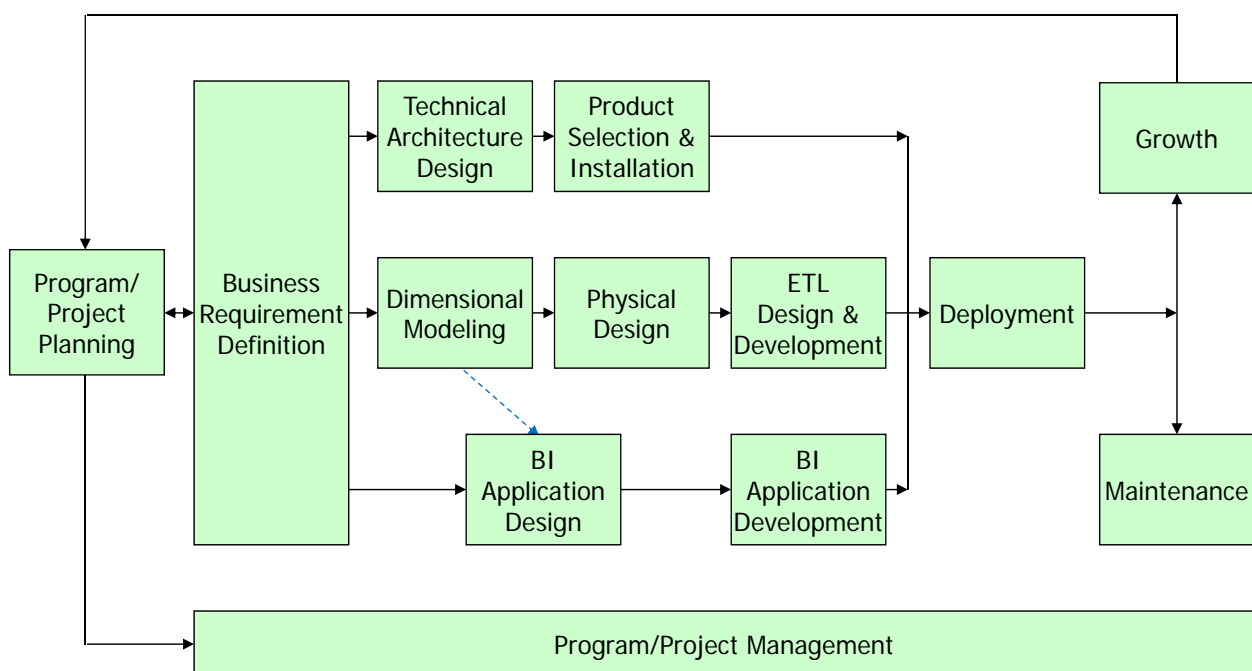 Technical
Architecture
Design
Product
Selection &
Installation
Growth
Program/
Project
Planning
Business
Requirement
Definition
Dimensional
Modeling
Physical
Design
ETL
Design &
Development
Deployment
BI
Application
Design
BI
Application
Development
Maintenance
Program/Project Management